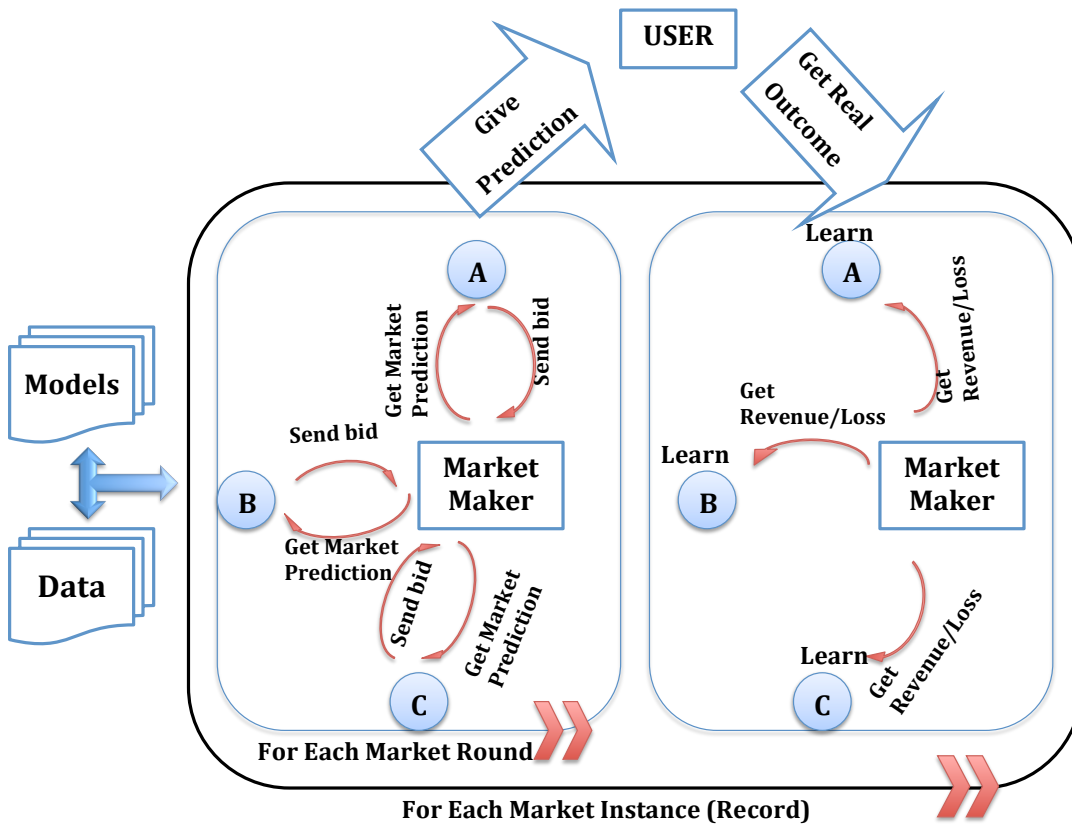 USER
Give
Prediction
Get Real
Outcome
Models
Data
A
Get Market
Prediction
Send bid
Send bid
B
Market
Maker
Get Market
Prediction
Send bid
Get Market
Prediction
C
For Each Market Round
Learn
A
Get
Revenue/Loss
Get
Revenue/Loss
Learn
B
Market
Maker
Learn
Get
Revenue/Loss
C
For Each Market Instance (Record)